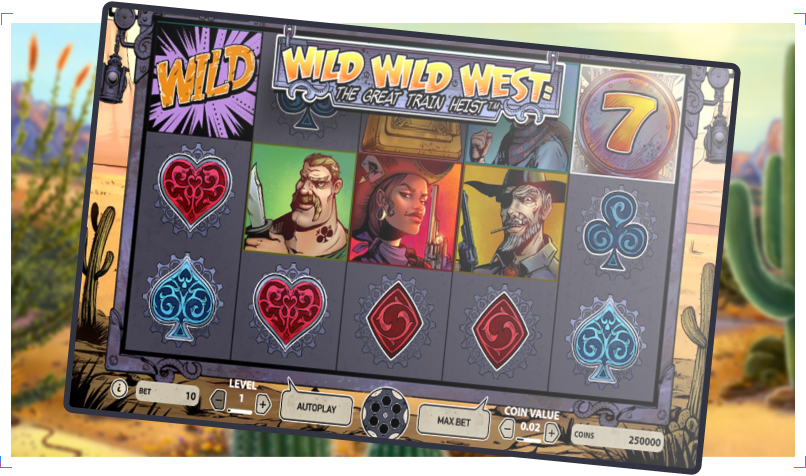 WILD
WILD WILD WEST:
THE GREAT TRAIN HEIST™
7
BET 10
LEVEL
1
AUTOPLAY
MAX BET
COIN VALUE
0.02
COINS 250000